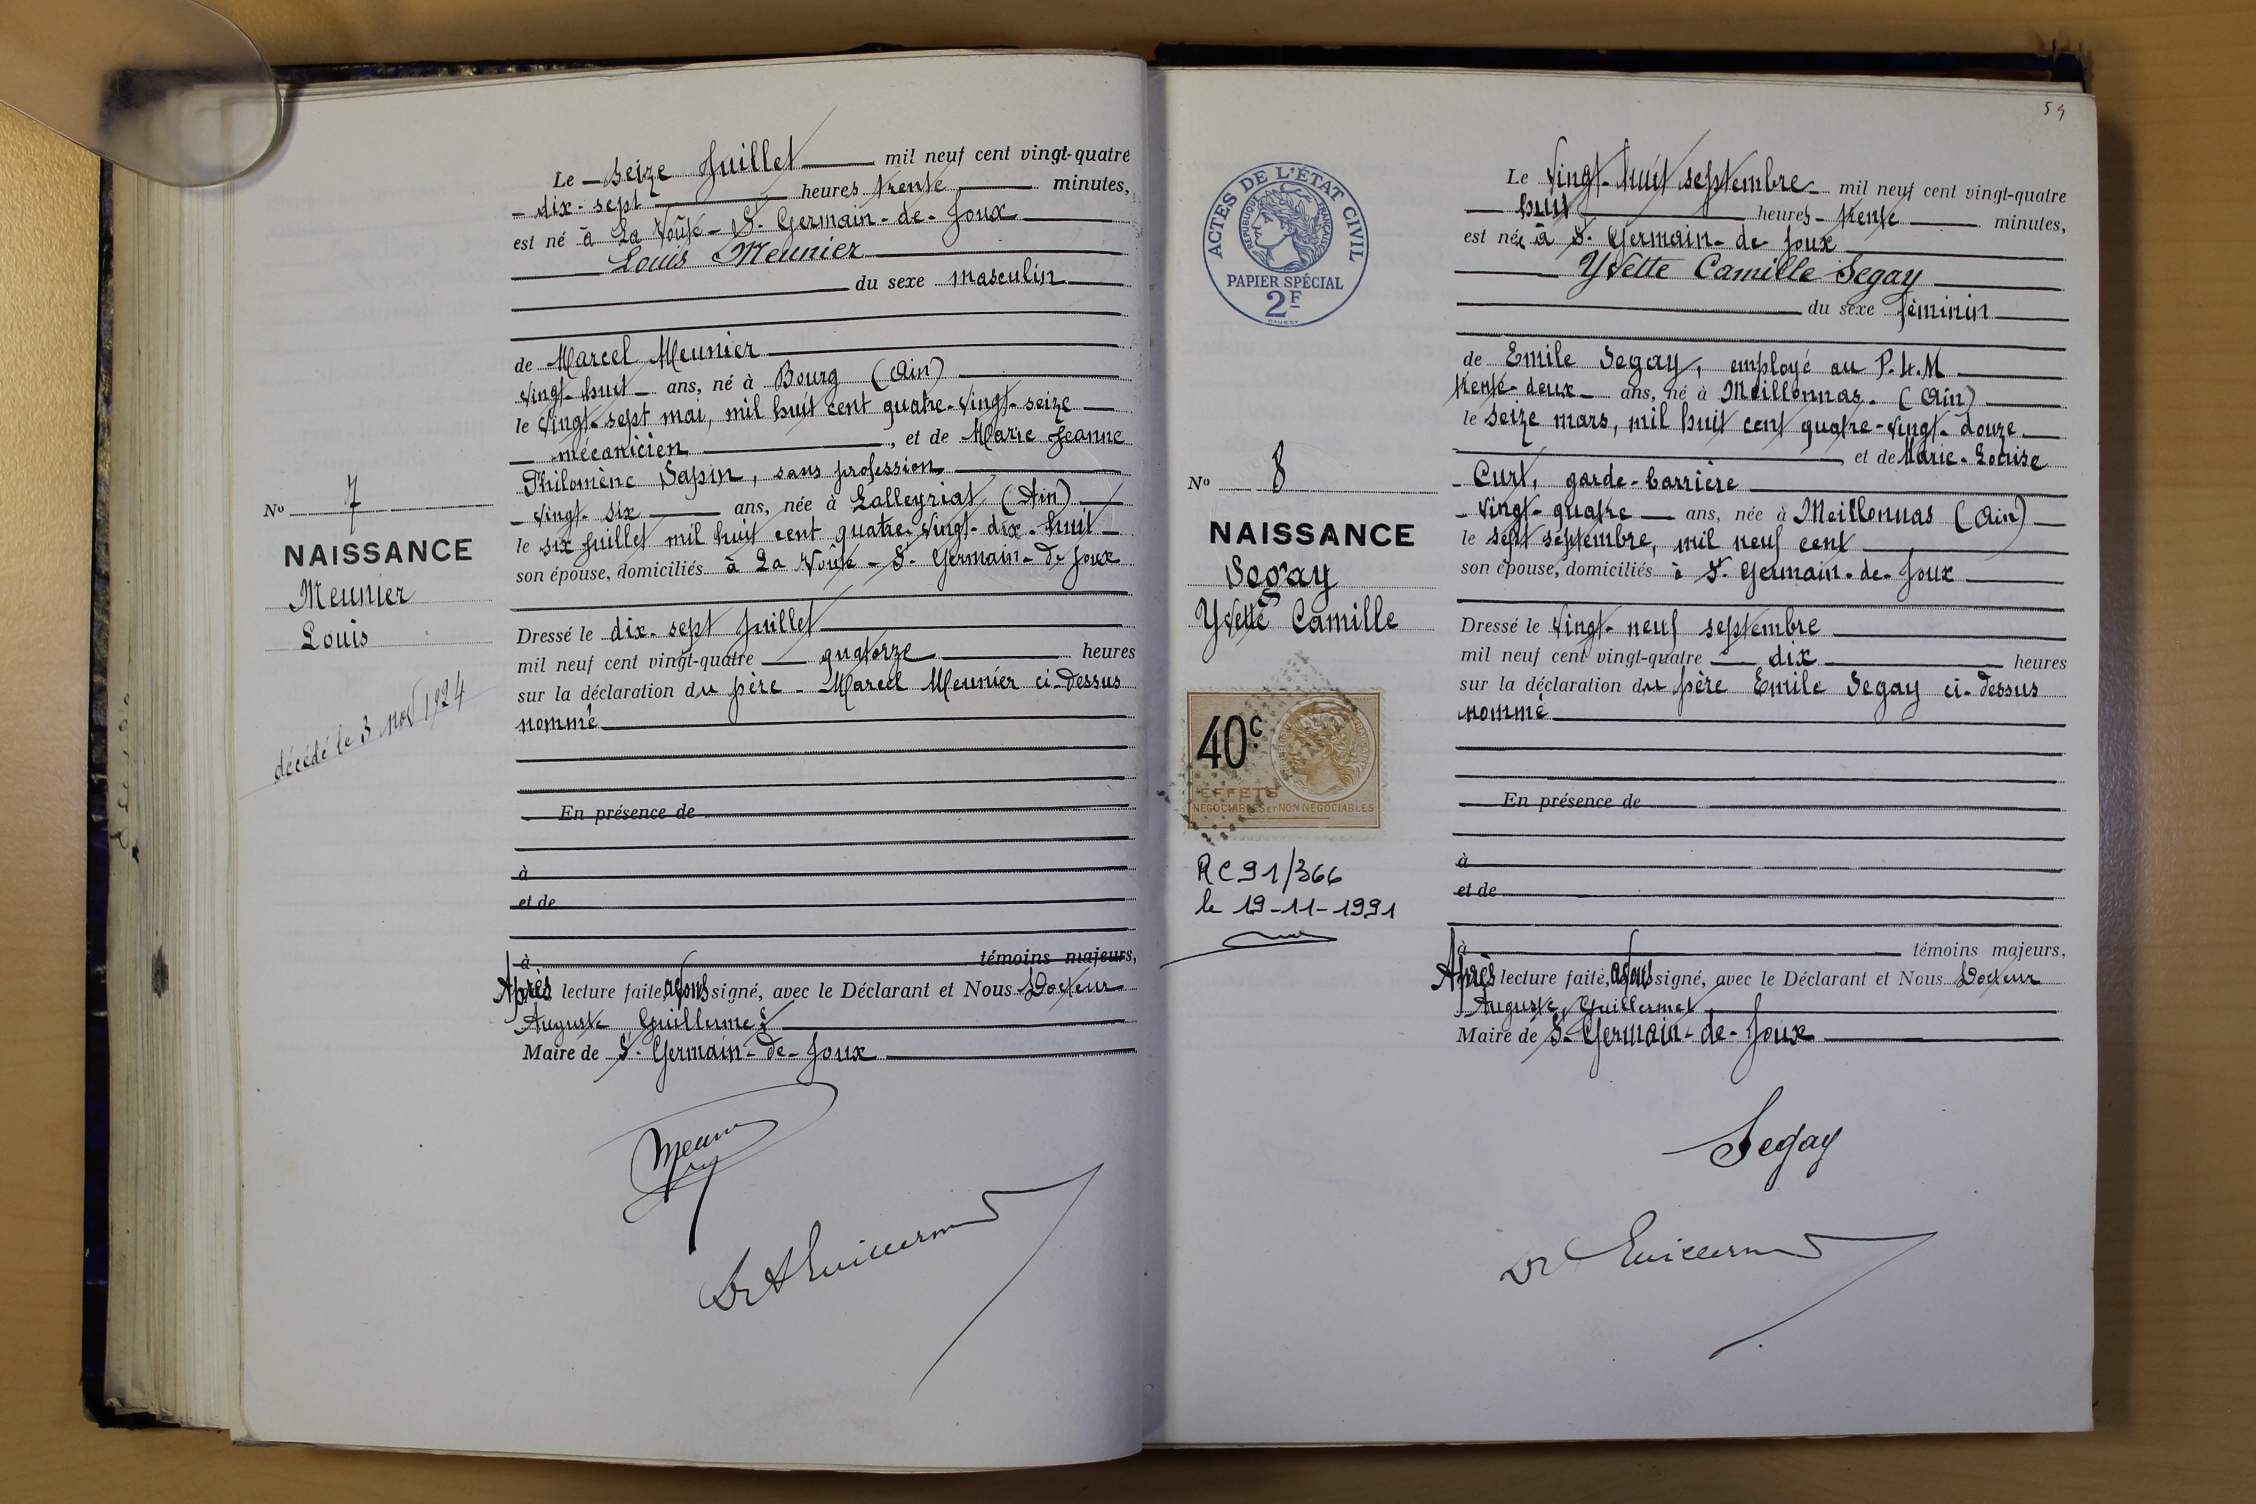 Le seize Juillet mil neuf cent vingt-quatre
dix-sept heures trente minutes,
est né à La Voûte - St Germain-de-Joux
Louis Meunier
du sexe masculin
de Marcel Meunier
vingt-huit ans, né à Bourg (Ain)
le vingt-sept mai, mil huit cent quatre-vingt-seize
mécanicien, et de Marie Jeanne
Philomène Sapin, sans profession
vingt-six ans, née à Lalleyriat (Ain)
le six juillet mil huit cent quatre-vingt-dix-huit
son épouse, domiciliés à La Voûte - St Germain-de-Joux
Dressé le dix-sept Juillet
mil neuf cent vingt-quatre quatorze heures
sur la déclaration du père - Marcel Meunier ci-dessus
nommé
En présence de
à
et de
à témoins majeurs,
Après lecture faite, avons signé, avec le Déclarant et Nous Docteur
Auguste Guillermet
Maire de St Germain-de-Joux
No 7
NAISSANCE
Meunier
Louis
décédé le 3 nov 1924
Dr A Guillermet
59
ACTES DE L'ÉTAT CIVIL
RÉPUBLIQUE FRANÇAISE
PAPIER SPÉCIAL
2F
No 8
NAISSANCE
Segay
Yvette Camille
40c
EFFETS
NÉGOCIABLES ET NON NÉGOCIABLES
RC 91/366
le 19-11-1991
Le vingt-huit septembre mil neuf cent vingt-quatre
huit heures - trente minutes,
est née à St Germain-de Joux
Yvette Camille Segay
du sexe féminin
de Emile Segay, employé au P.L.M
trente-deux ans, né à Meillonnas (Ain)
le seize mars, mil huit cent quatre-vingt-douze
et de Marie-Louise
Curt, garde-barrière
vingt-quatre ans, née à Meillonnas (Ain)
le sept septembre, mil neuf cent
son épouse, domiciliés à St Germain-de-Joux
Dressé le vingt-neuf septembre
mil neuf cent vingt-quatre dix heures
sur la déclaration du père Emile Segay ci-dessus
nommé
En présence de
à
et de
à témoins majeurs,
Après lecture faite, avons signé, avec le Déclarant et Nous Docteur
Auguste Guillermet
Maire de St Germain-de-Joux
Segay
Dr Guillermet